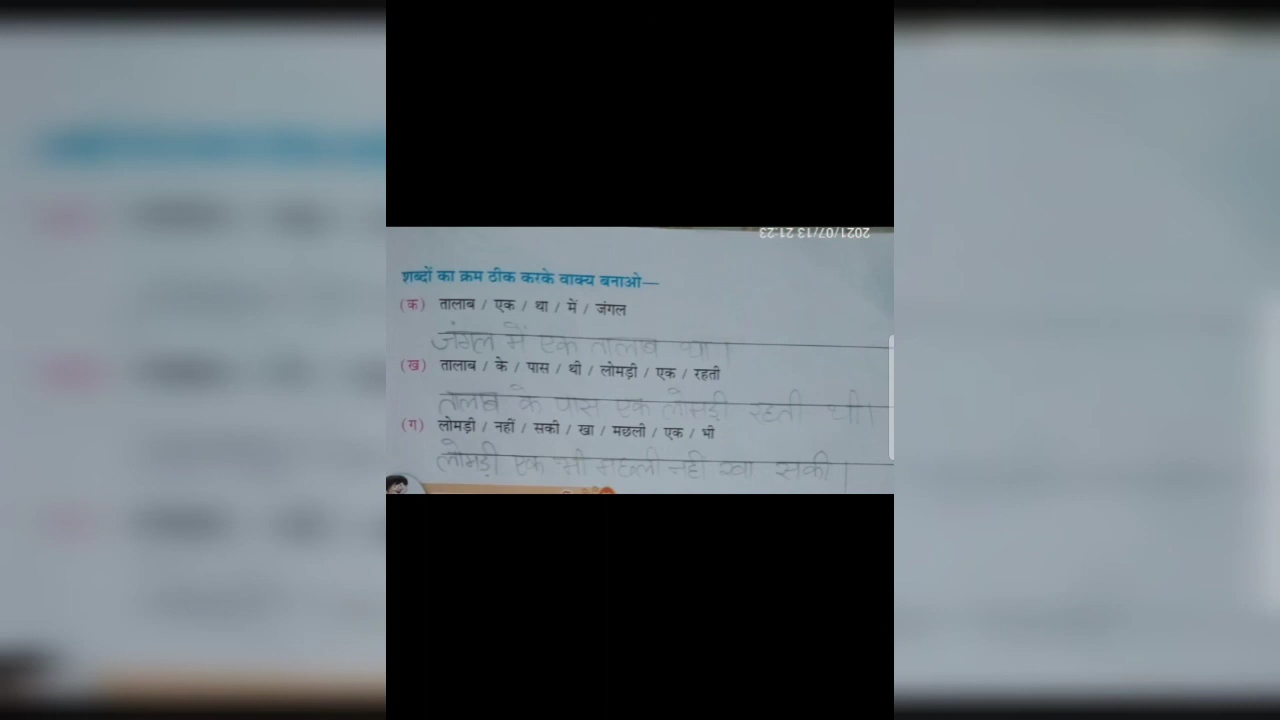 2021/07/13 21:23
शब्दों का क्रम ठीक करके वाक्य बनाओ—
(क) तालाब / एक / था / में / जंगल
जंगल में एक तालाब था।
(ख) तालाब / के / पास / थी / लोमड़ी / एक / रहती
तालाब के पास एक लोमड़ी रहती थी।
(ग) लोमड़ी / नहीं / सकी / खा / मछली / एक / भी
लोमड़ी एक भी मछली नही खा सकी।